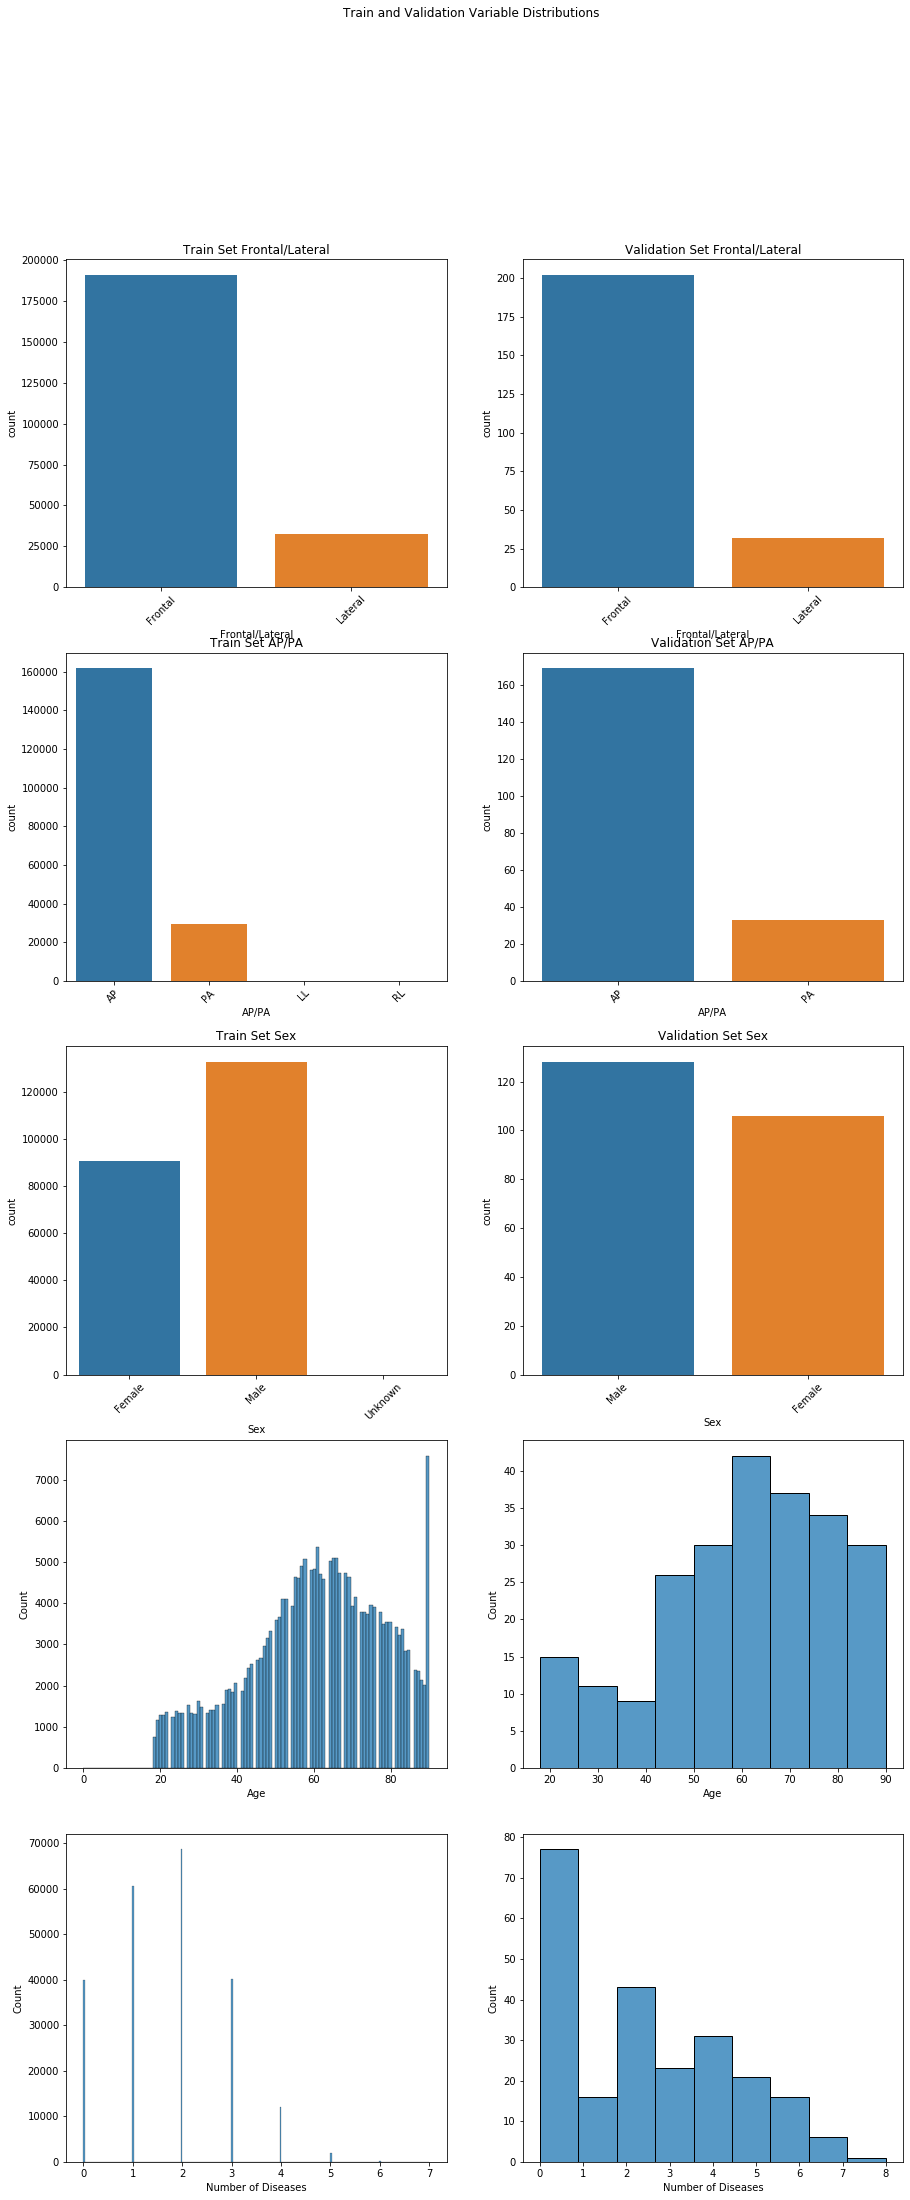 Train and Validation Variable Distributions
Train Set Frontal/Lateral
200000
175000
150000
125000
100000
75000
50000
25000
0
count
Frontal
Lateral
Frontal/Lateral
Validation Set Frontal/Lateral
200
175
150
125
100
75
50
25
0
count
Frontal
Lateral
Frontal/Lateral
Train Set AP/PA
160000
140000
120000
100000
80000
60000
40000
20000
0
count
AP
PA
LL
RL
AP/PA
Validation Set AP/PA
160
140
120
100
80
60
40
20
0
count
AP
PA
AP/PA
Train Set Sex
120000
100000
80000
60000
40000
20000
0
count
Female
Male
Unknown
Sex
Validation Set Sex
120
100
80
60
40
20
0
count
Male
Female
Sex
7000
6000
5000
4000
3000
2000
1000
0
Count
0 20 40 60 80
Age
40
35
30
25
20
15
10
5
0
Count
20 30 40 50 60 70 80 90
Age
70000
60000
50000
40000
30000
20000
10000
0
Count
0 1 2 3 4 5 6 7
Number of Diseases
80
70
60
50
40
30
20
10
0
Count
0 1 2 3 4 5 6 7 8
Number of Diseases